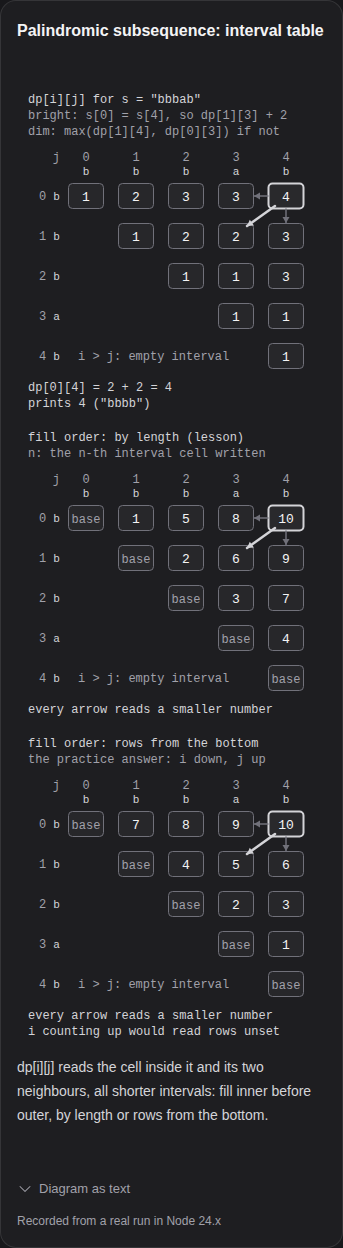 Palindromic subsequence: interval table
dp[i][j] for s = "bbbab"
bright: s[0] = s[4], so dp[1][3] + 2
dim: max(dp[1][4], dp[0][3]) if not
j 0 1 2 3 4
b b b a b
0 b 1 2 3 3 4
1 b 1 2 2 3
2 b 1 1 3
3 a 1 1
4 b i > j: empty interval 1
dp[0][4] = 2 + 2 = 4
prints 4 ("bbbb")
fill order: by length (lesson)
n: the n-th interval cell written
j 0 1 2 3 4
b b b a b
0 b base 1 5 8 10
1 b base 2 6 9
2 b base 3 7
3 a base 4
4 b i > j: empty interval base
every arrow reads a smaller number
fill order: rows from the bottom
the practice answer: i down, j up
j 0 1 2 3 4
b b b a b
0 b base 7 8 9 10
1 b base 4 5 6
2 b base 2 3
3 a base 1
4 b i > j: empty interval base
every arrow reads a smaller number
i counting up would read rows unset
dp[i][j] reads the cell inside it and its two
neighbours, all shorter intervals: fill inner before
outer, by length or rows from the bottom.
Diagram as text
Recorded from a real run in Node 24.x